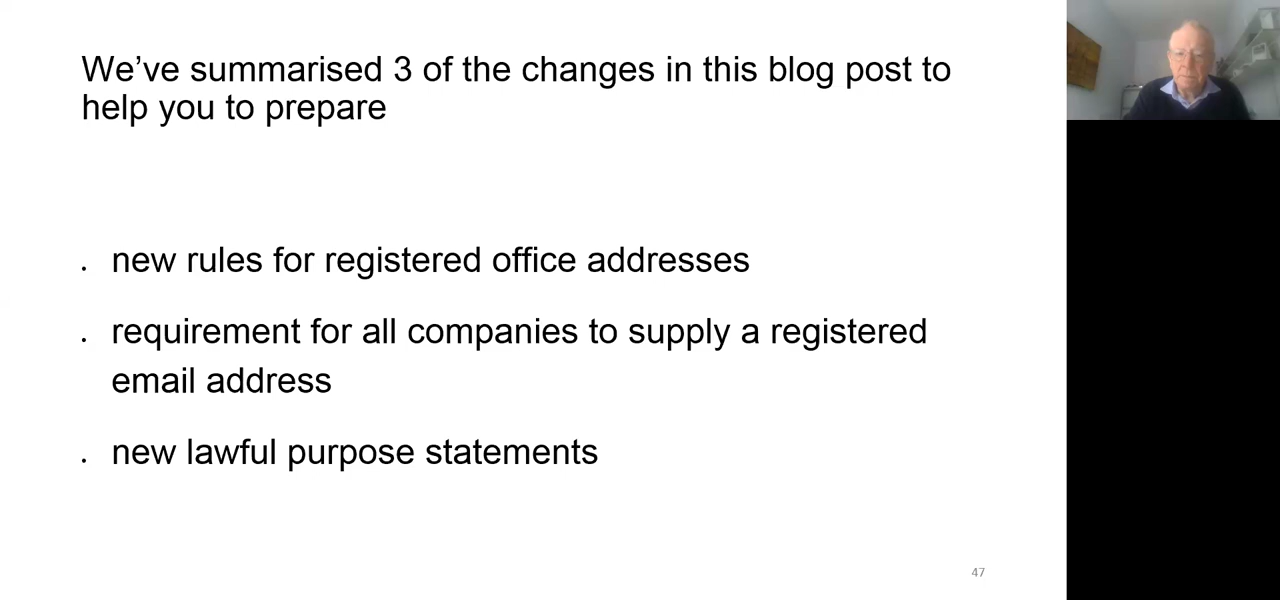 We’ve summarised 3 of the changes in this blog post to
help you to prepare
. new rules for registered office addresses
. requirement for all companies to supply a registered
email address
. new lawful purpose statements
47